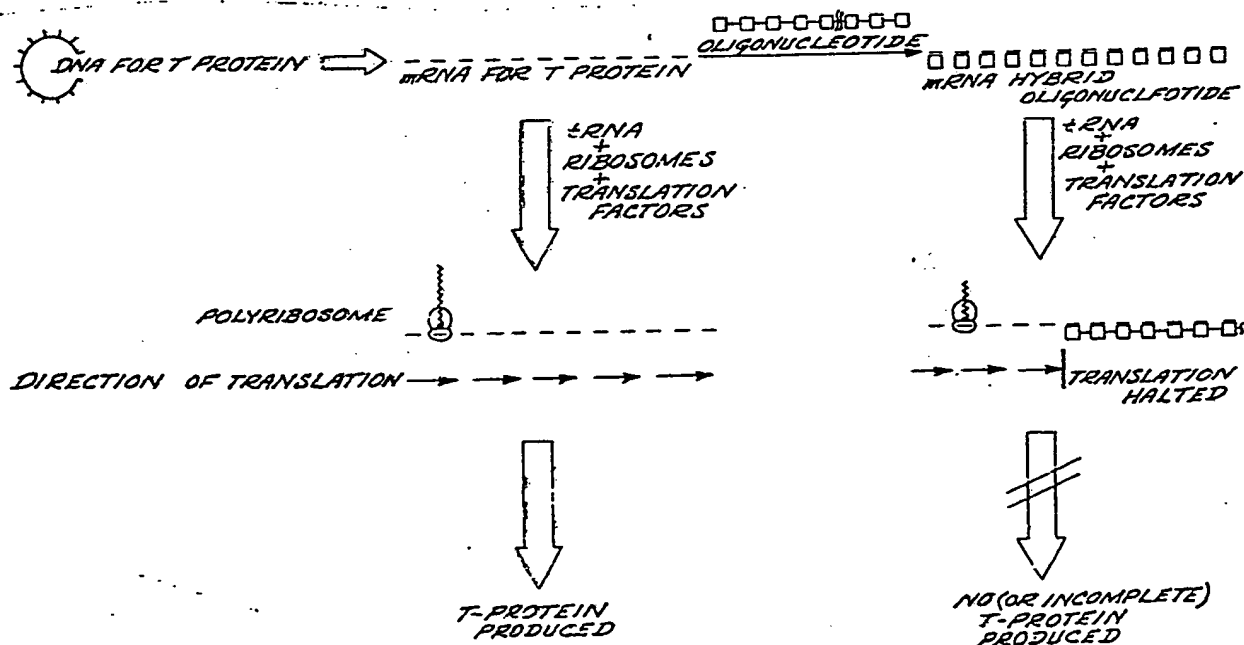 OLIGONUCLEOTIDE
DNA FOR T PROTEIN
mRNA FOR T PROTEIN
mRNA HYBRID
OLIGONUCLFOTIDE
tRNA
+
RIBOSOMES
+
TRANSLATION
FACTORS
tRNA
+
RIBOSOMES
+
TRANSLATION
FACTORS
POLYRIBOSOME
DIRECTION OF TRANSLATION
TRANSLATION
HALTED
T-PROTEIN
PRODUCED
NO (OR INCOMPLETE)
T-PROTEIN
PRODUCED